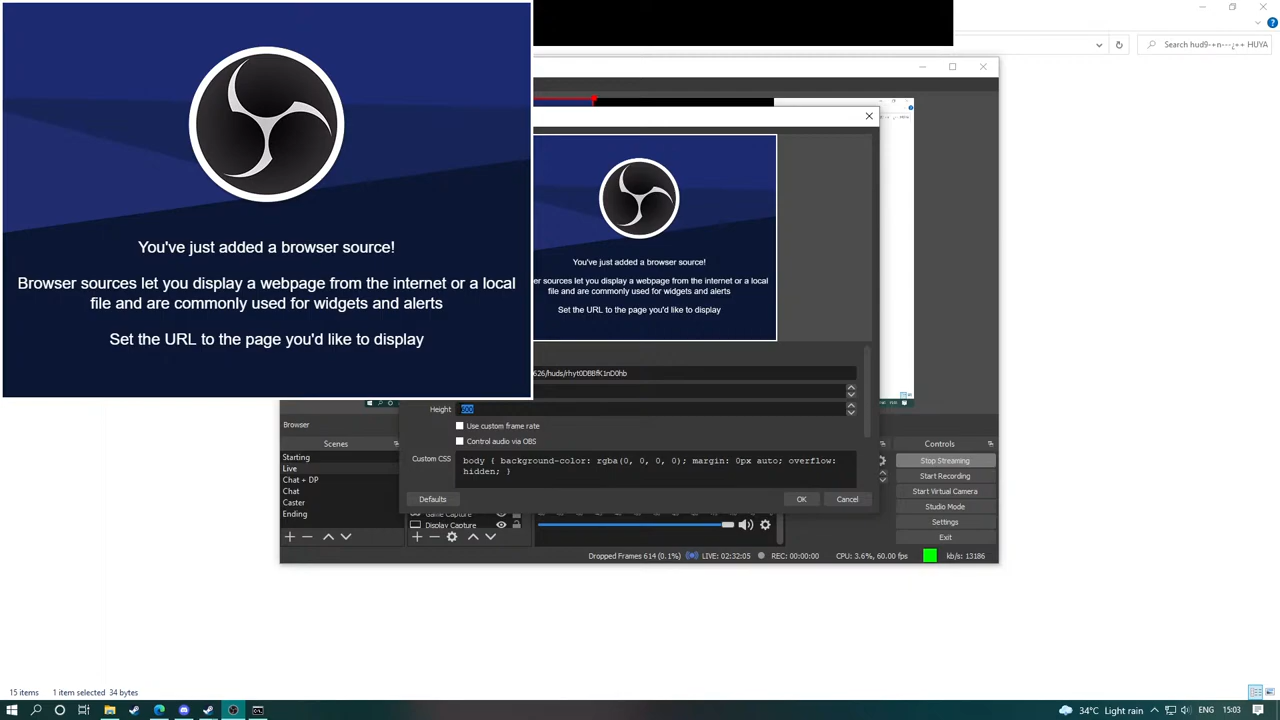 Search hud9-+n---¿÷+ HUYA
You've just added a browser source!
Browser sources let you display a webpage from the internet or a local
file and are commonly used for widgets and alerts
Set the URL to the page you'd like to display
You've just added a browser source!
er sources let you display a webpage from the internet or a local
file and are commonly used for widgets and alerts
Set the URL to the page you'd like to display
Height
600
Use custom frame rate
Control audio via OBS
Custom CSS
body { background-color: rgba(0, 0, 0, 0); margin: 0px auto; overflow:
hidden; }
Defaults
OK
Cancel
Browser
Scenes
Starting
Live
Chat + DP
Chat
Caster
Ending
Game Capture
Display Capture
Controls
Stop Streaming
Start Recording
Start Virtual Camera
Studio Mode
Settings
Exit
Dropped Frames 614 (0.1%)
LIVE: 02:32:05
REC: 00:00:00
CPU: 3.6%, 60.00 fps
kb/s: 13186
15 items
1 item selected 34 bytes
34°C Light rain
ENG
15:03